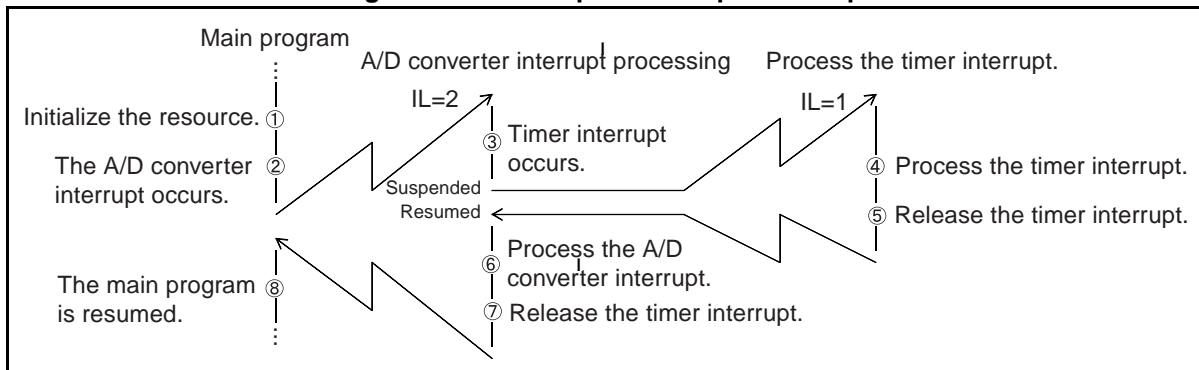 Main program
⋮
A/D converter interrupt processing
Process the timer interrupt.
IL=2
IL=1
Initialize the resource. ①
② The A/D converter
interrupt occurs.
③ Timer interrupt
occurs.
Suspended
Resumed
④ Process the timer interrupt.
⑤ Release the timer interrupt.
⑥ Process the A/D
converter interrupt.
⑦ Release the timer interrupt.
The main program ⑧
is resumed.
⋮